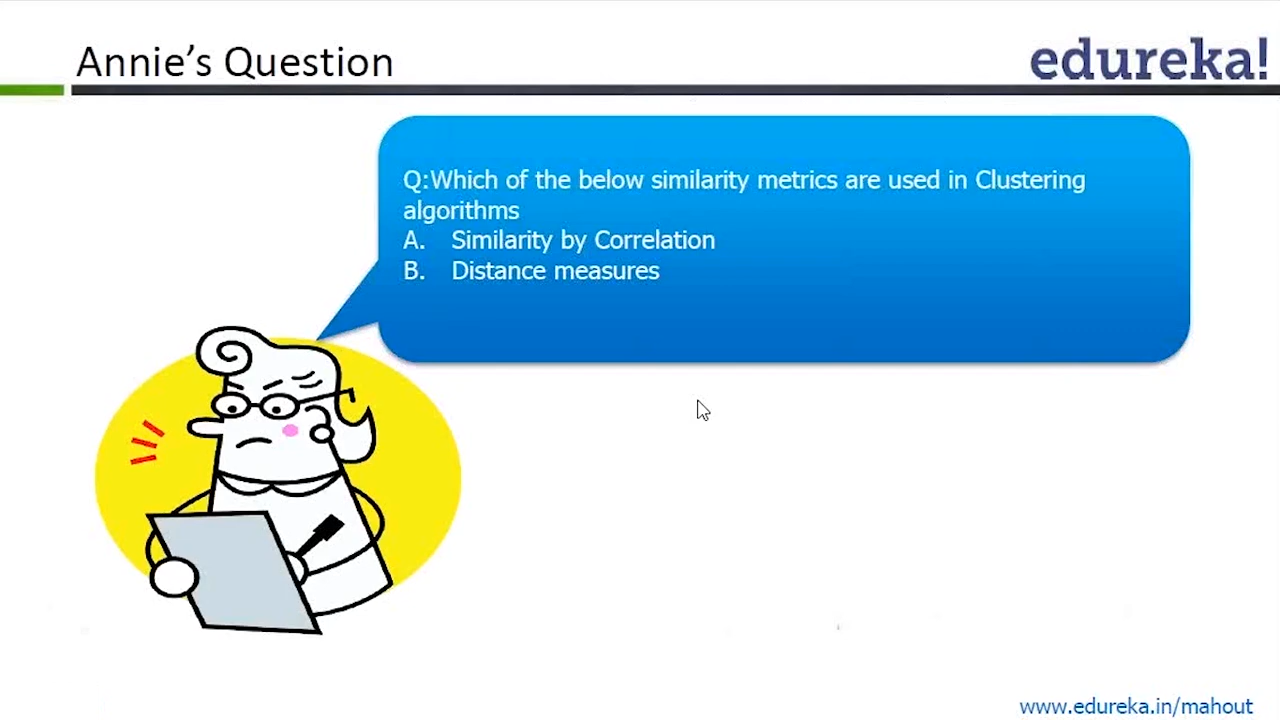 Annie's Question
edureka!
Q:Which of the below similarity metrics are used in Clustering
algorithms
A. Similarity by Correlation
B. Distance measures
www.edureka.in/mahout